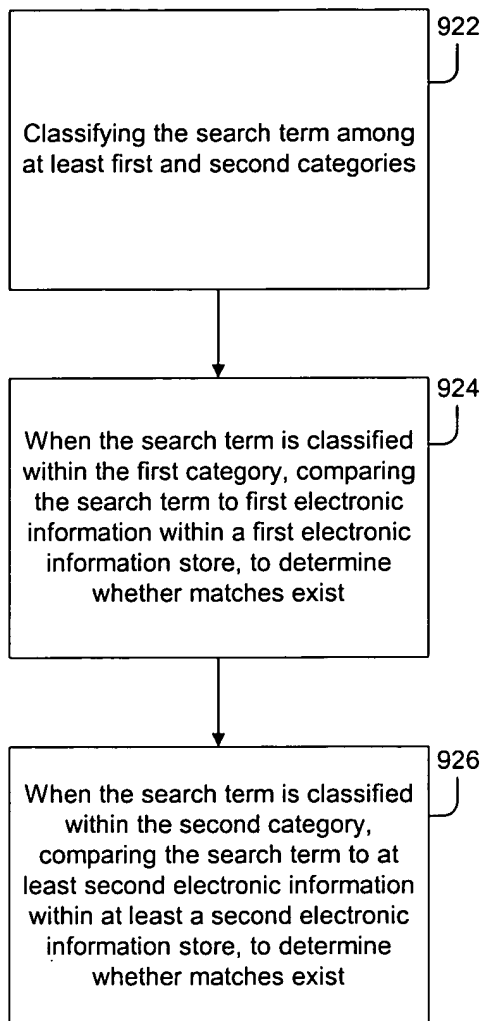 922
Classifying the search term among
at least first and second categories
924
When the search term is classified
within the first category, comparing
the search term to first electronic
information within a first electronic
information store, to determine
whether matches exist
926
When the search term is classified
within the second category,
comparing the search term to at
least second electronic information
within at least a second electronic
information store, to determine
whether matches exist